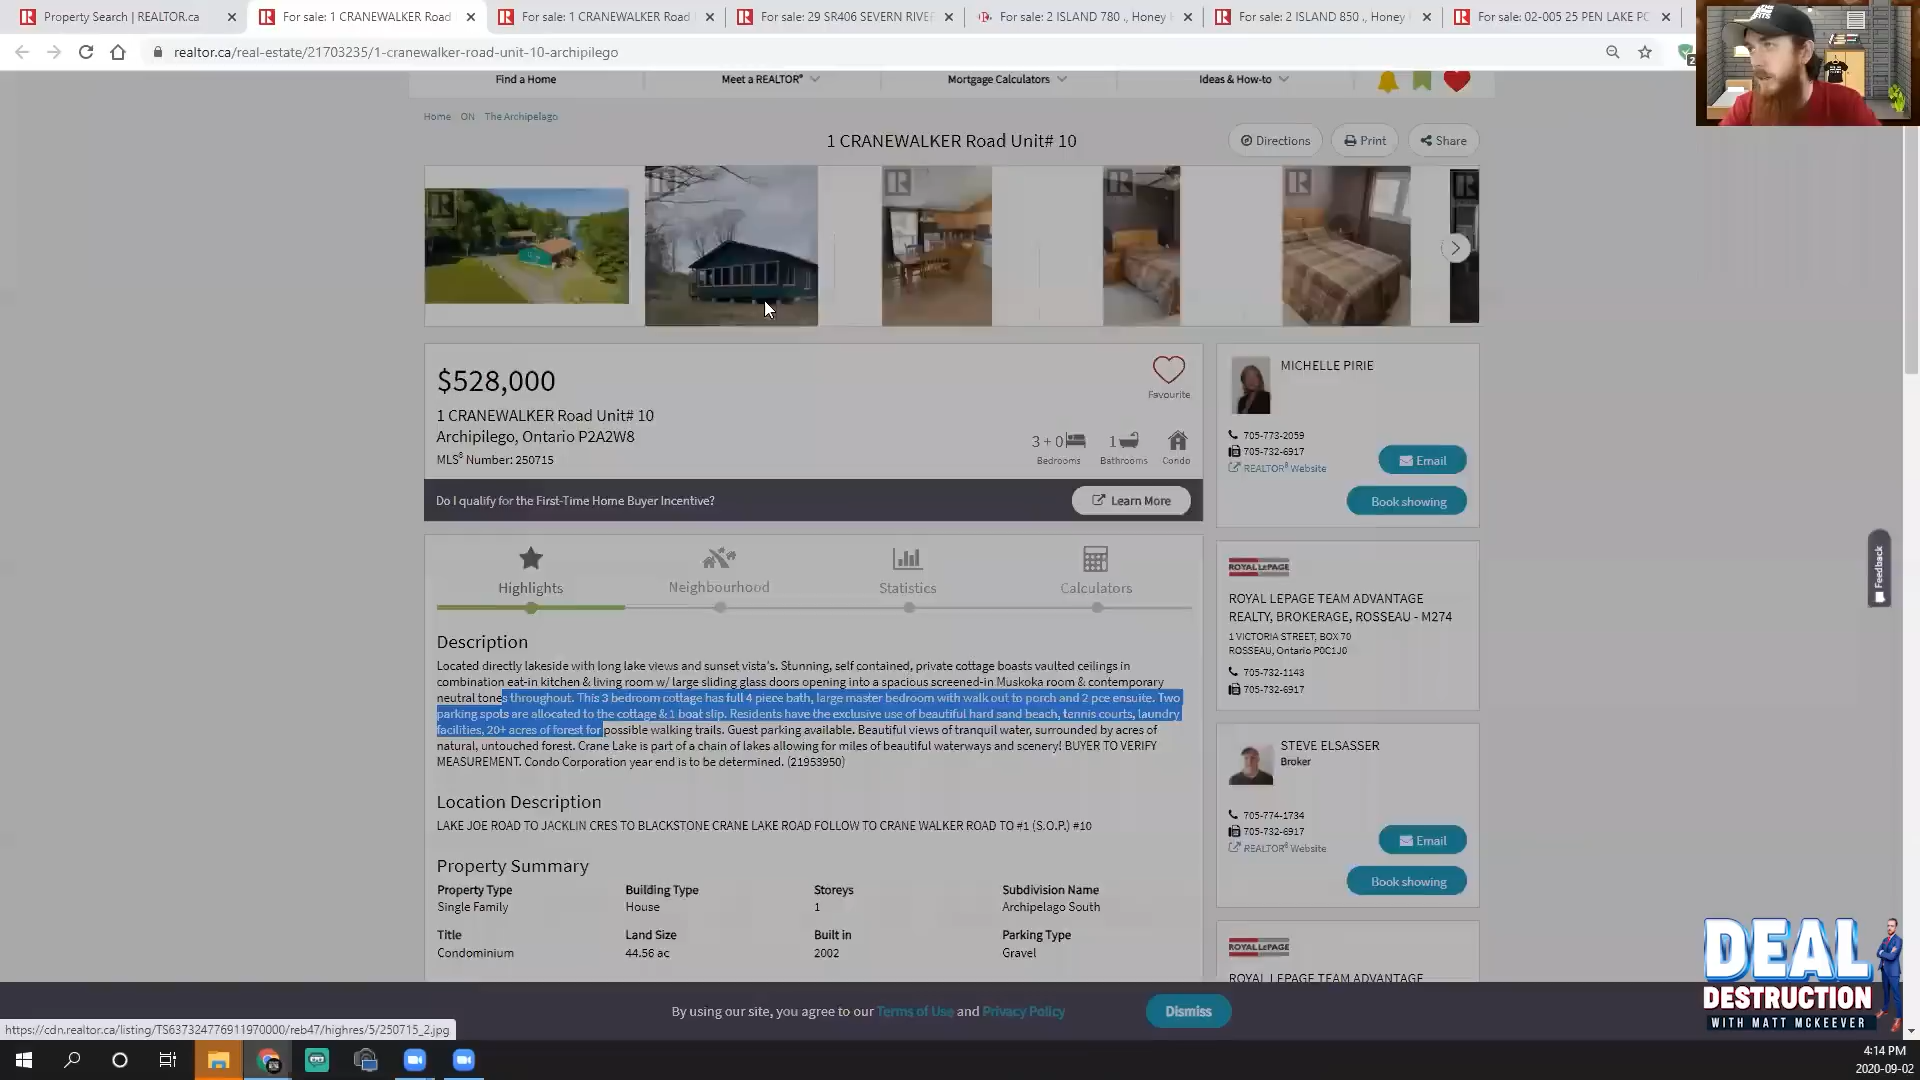 Property Search | REALTOR.ca
For sale: 1 CRANEWALKER Road
For sale: 1 CRANEWALKER Road
For sale: 29 SR406 SEVERN RIVE
For sale: 2 ISLAND 780 ., Honey
For sale: 2 ISLAND 850 ., Honey
For sale: 02-005 25 PEN LAKE PC
realtor.ca/real-estate/21703235/1-cranewalker-road-unit-10-archipilego
Find a Home
Meet a REALTOR®
Mortgage Calculators
Ideas & How-to
Home ON The Archipelago
1 CRANEWALKER Road Unit# 10
Directions
Print
Share
$528,000
Favourite
1 CRANEWALKER Road Unit# 10
Archipilego, Ontario P2A2W8
MLS® Number: 250715
3 + 0
1
Bedrooms
Bathrooms
Condo
Do I qualify for the First-Time Home Buyer Incentive?
Learn More
Highlights
Neighbourhood
Statistics
Calculators
Description
Located directly lakeside with long lake views and sunset vista's. Stunning, self contained, private cottage boasts vaulted ceilings in
combination eat-in kitchen & living room w/ large sliding glass doors opening into a spacious screened-in Muskoka room & contemporary
neutral tones throughout. This 3 bedroom cottage has full 4 piece bath, large master bedroom with walk out to porch and 2 pce ensuite. Two
parking spots are allocated to the cottage & 1 boat slip. Residents have the exclusive use of beautiful hard sand beach, tennis courts, laundry
facilities, 20+ acres of forest for possible walking trails. Guest parking available. Beautiful views of tranquil water, surrounded by acres of
natural, untouched forest. Crane Lake is part of a chain of lakes allowing for miles of beautiful waterways and scenery! BUYER TO VERIFY
MEASUREMENT. Condo Corporation year end is to be determined. (21953950)
Location Description
LAKE JOE ROAD TO JACKLIN CRES TO BLACKSTONE CRANE LAKE ROAD FOLLOW TO CRANE WALKER ROAD TO #1 (S.O.P.) #10
Property Summary
Property Type
Building Type
Storeys
Subdivision Name
Single Family
House
1
Archipelago South
Title
Land Size
Built in
Parking Type
Condominium
44.56 ac
2002
Gravel
MICHELLE PIRIE
705-773-2059
705-732-6917
REALTOR® Website
Email
Book showing
ROYAL LEPAGE
ROYAL LEPAGE TEAM ADVANTAGE
REALTY, BROKERAGE, ROSSEAU - M274
1 VICTORIA STREET, BOX 70
ROSSEAU, Ontario P0C1J0
705-732-1143
705-732-6917
STEVE ELSASSER
Broker
705-774-1734
705-732-6917
REALTOR® Website
Email
Book showing
ROYAL LEPAGE
ROYAL LEPAGE TEAM ADVANTAGE
Feedback
DEAL
DESTRUCTION
WITH MATT MCKEEVER
By using our site, you agree to our Terms of Use and Privacy Policy
Dismiss
https://cdn.realtor.ca/listing/TS637324776911970000/reb47/highres/5/250715_2.jpg
4:14 PM
2020-09-02